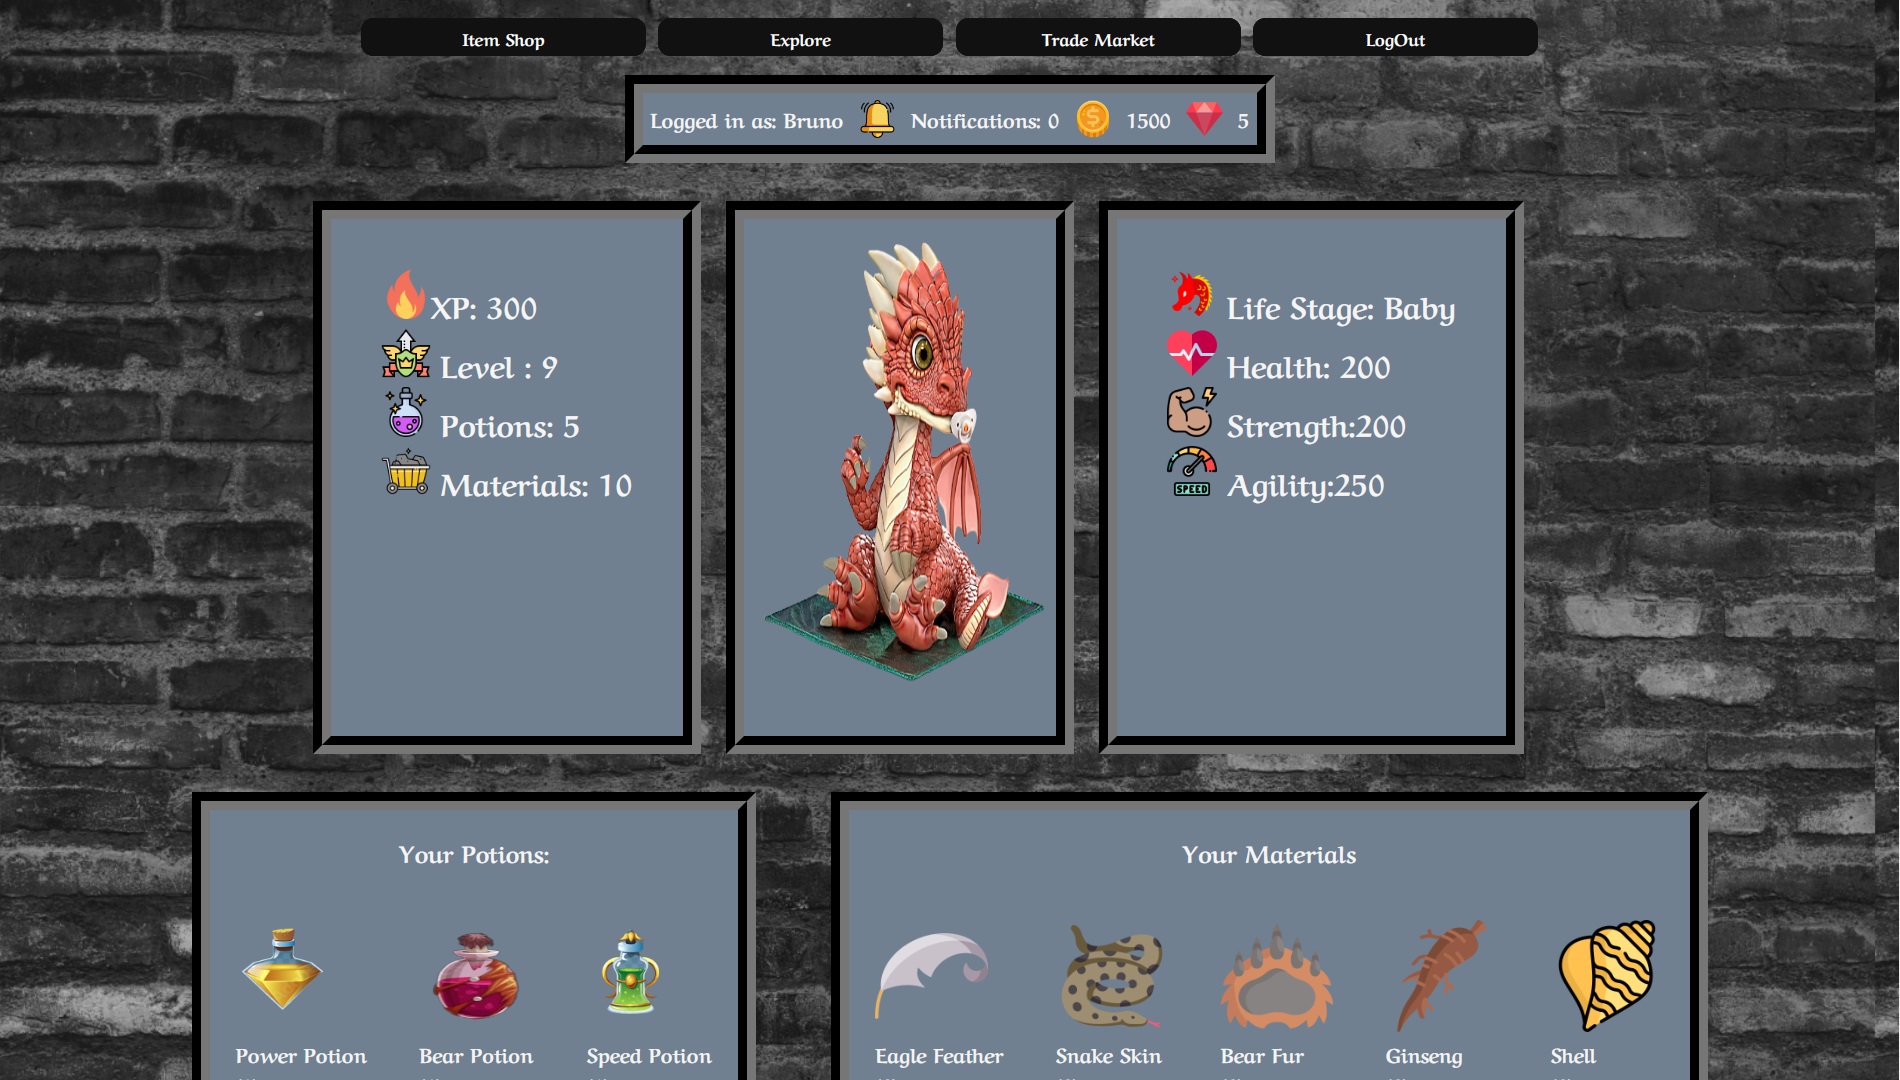 Item Shop
Explore
Trade Market
LogOut
Logged in as: Bruno Notifications: 0 1500 5
XP: 300
Level : 9
Potions: 5
Materials: 10
Life Stage: Baby
Health: 200
Strength:200
SPEED Agility:250
Your Potions:
Power Potion
Bear Potion
Speed Potion
Your Materials
Eagle Feather
Snake Skin
Bear Fur
Ginseng
Shell